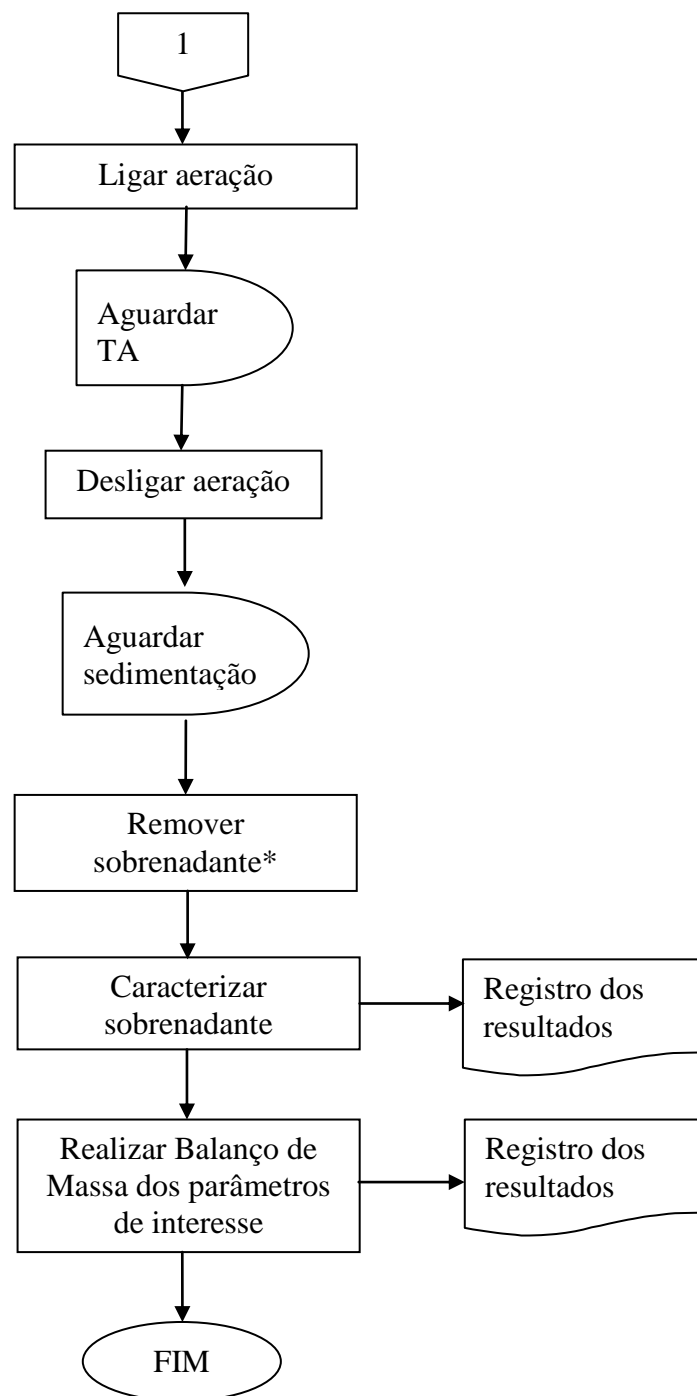 1
Ligar aeração
Aguardar
TA
Desligar aeração
Aguardar
sedimentação
Remover
sobrenadante*
Caracterizar
sobrenadante
Registro dos
resultados
Realizar Balanço de
Massa dos parâmetros
de interesse
Registro dos
resultados
FIM